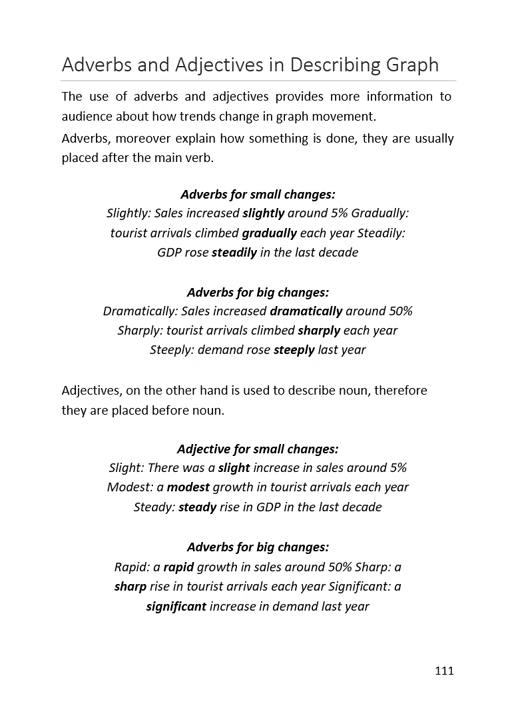 Adverbs and Adjectives in Describing Graph
The use of adverbs and adjectives provides more information to
audience about how trends change in graph movement.
Adverbs, moreover explain how something is done, they are usually
placed after the main verb.
Adverbs for small changes:
Slightly: Sales increased slightly around 5% Gradually:
tourist arrivals climbed gradually each year Steadily:
GDP rose steadily in the last decade
Adverbs for big changes:
Dramatically: Sales increased dramatically around 50%
Sharply: tourist arrivals climbed sharply each year
Steeply: demand rose steeply last year
Adjectives, on the other hand is used to describe noun, therefore
they are placed before noun.
Adjective for small changes:
Slight: There was a slight increase in sales around 5%
Modest: a modest growth in tourist arrivals each year
Steady: steady rise in GDP in the last decade
Adverbs for big changes:
Rapid: a rapid growth in sales around 50% Sharp: a
sharp rise in tourist arrivals each year Significant: a
significant increase in demand last year
111